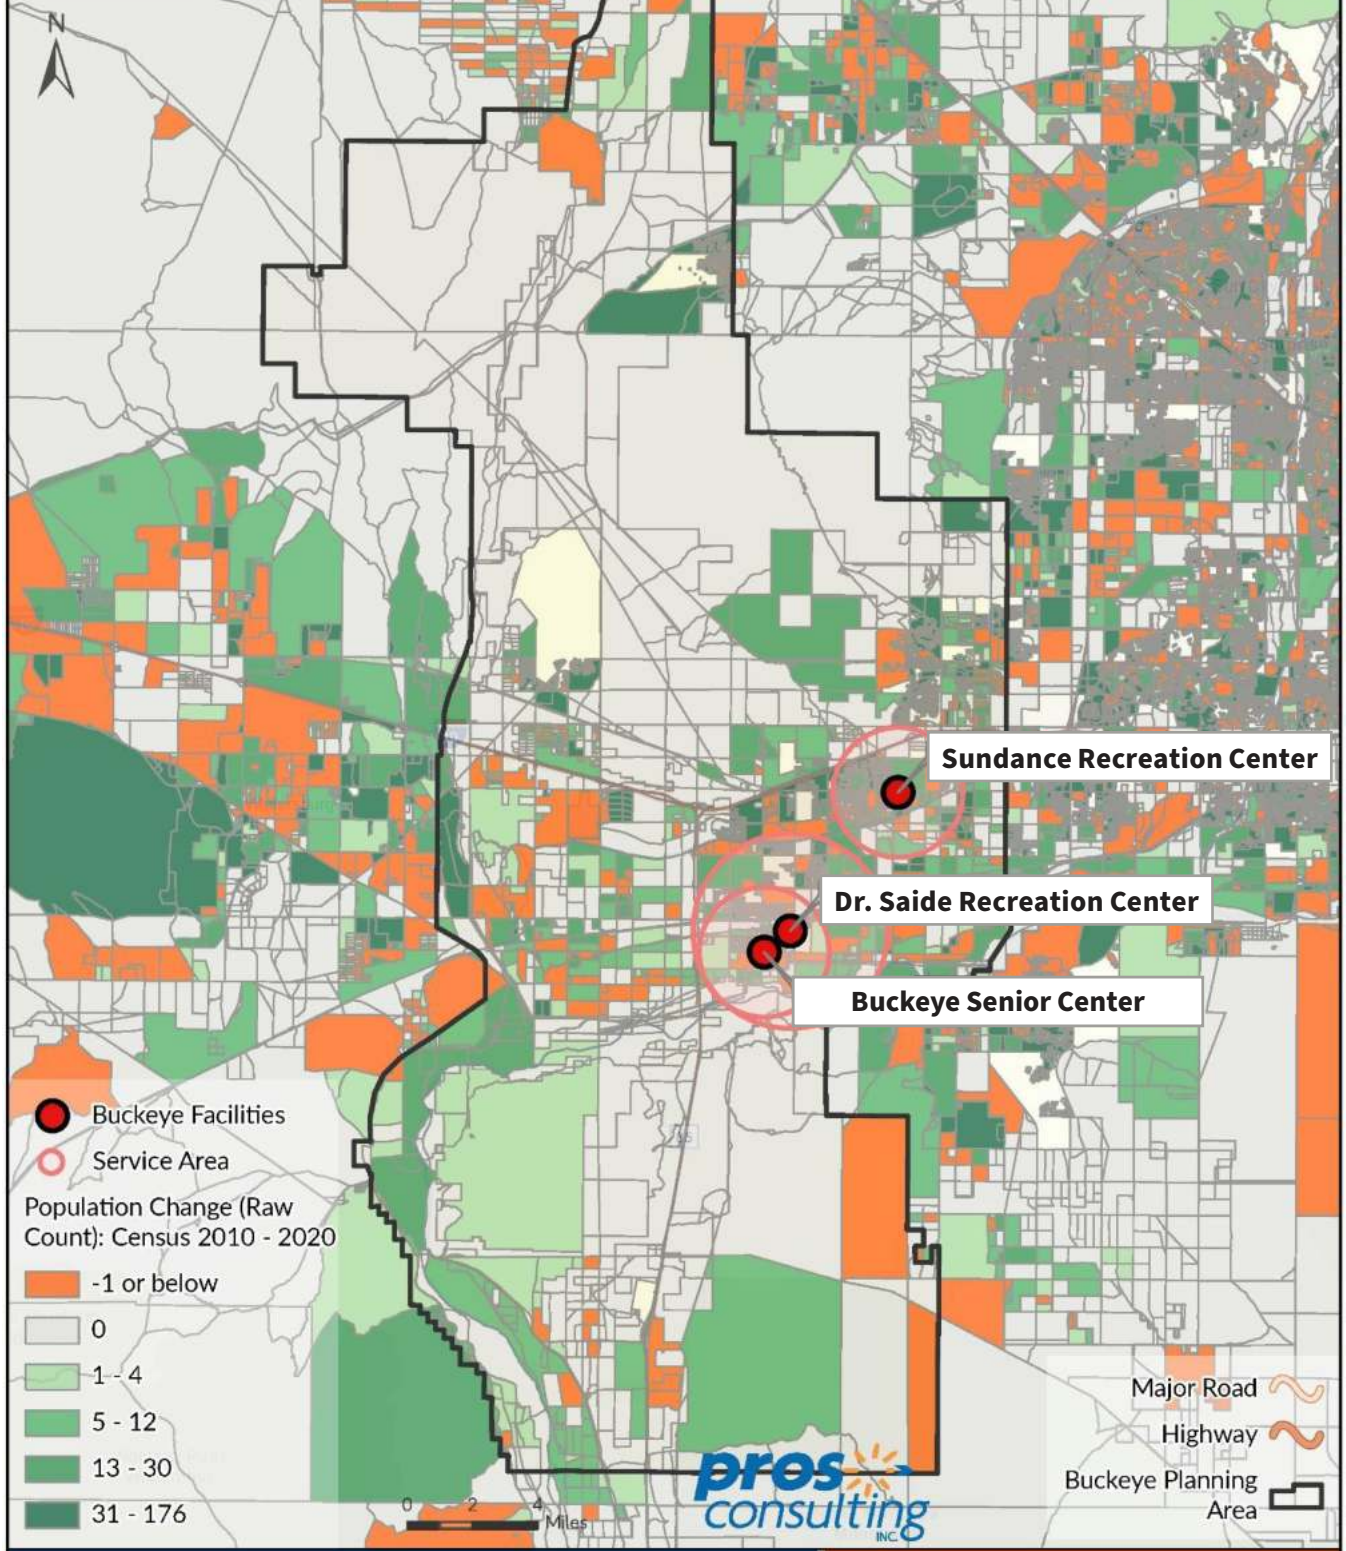 N
Sundance Recreation Center
Dr. Saide Recreation Center
Buckeye Senior Center
Buckeye Facilities
Service Area
Population Change (Raw
Count): Census 2010 - 2020
-1 or below
0
1 - 4
5 - 12
13 - 30
31 - 176
0 2 4
Miles
pros
consulting
INC.
Major Road
Highway
Buckeye Planning
Area